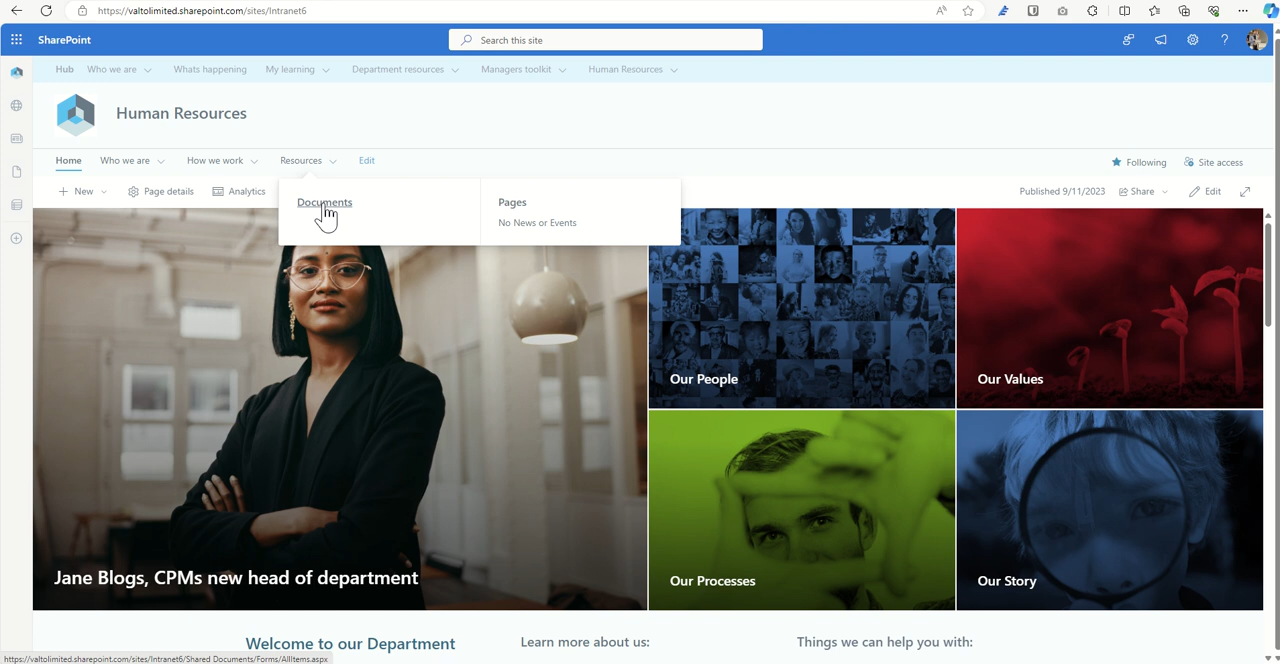 https://valtolimited.sharepoint.com/sites/Intranet6
SharePoint
Search this site
Hub Who we are Whats happening My learning Department resources Managers toolkit Human Resources
Human Resources
Home Who we are How we work Resources Edit
Following Site access
New Page details Analytics
Published 9/11/2023 Share Edit
Documents
Pages
No News or Events
Our People
Our Values
Jane Blogs, CPMs new head of department
Our Processes
Our Story
Welcome to our Department
Learn more about us:
Things we can help you with:
https://valtolimited.sharepoint.com/sites/Intranet6/Shared Documents/Forms/AllItems.aspx